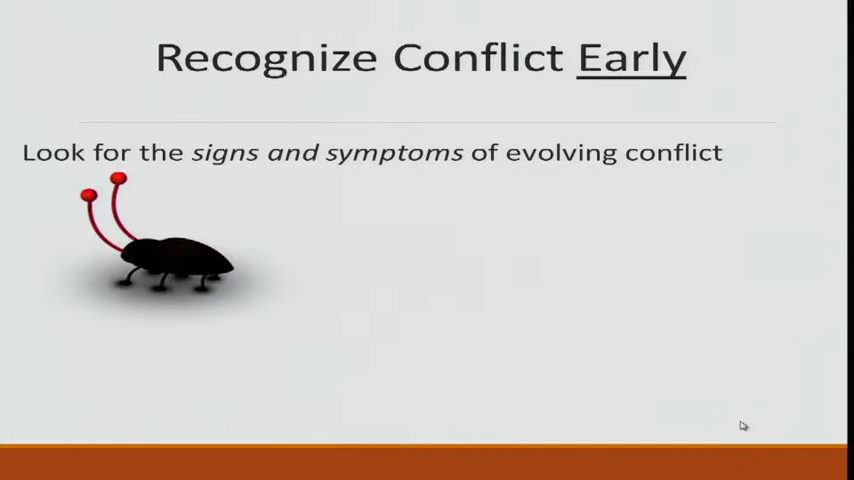 Recognize Conflict Early
Look for the signs and symptoms of evolving conflict